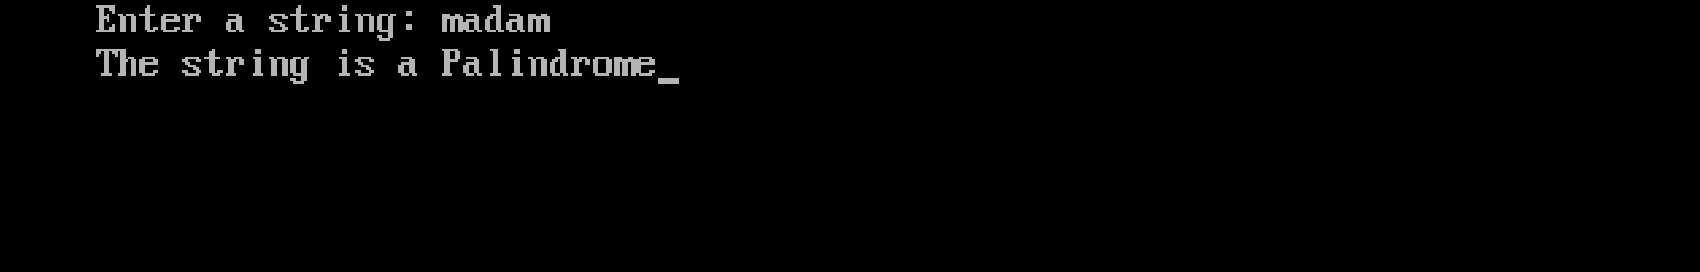 Enter a string: madam
The string is a Palindrome_